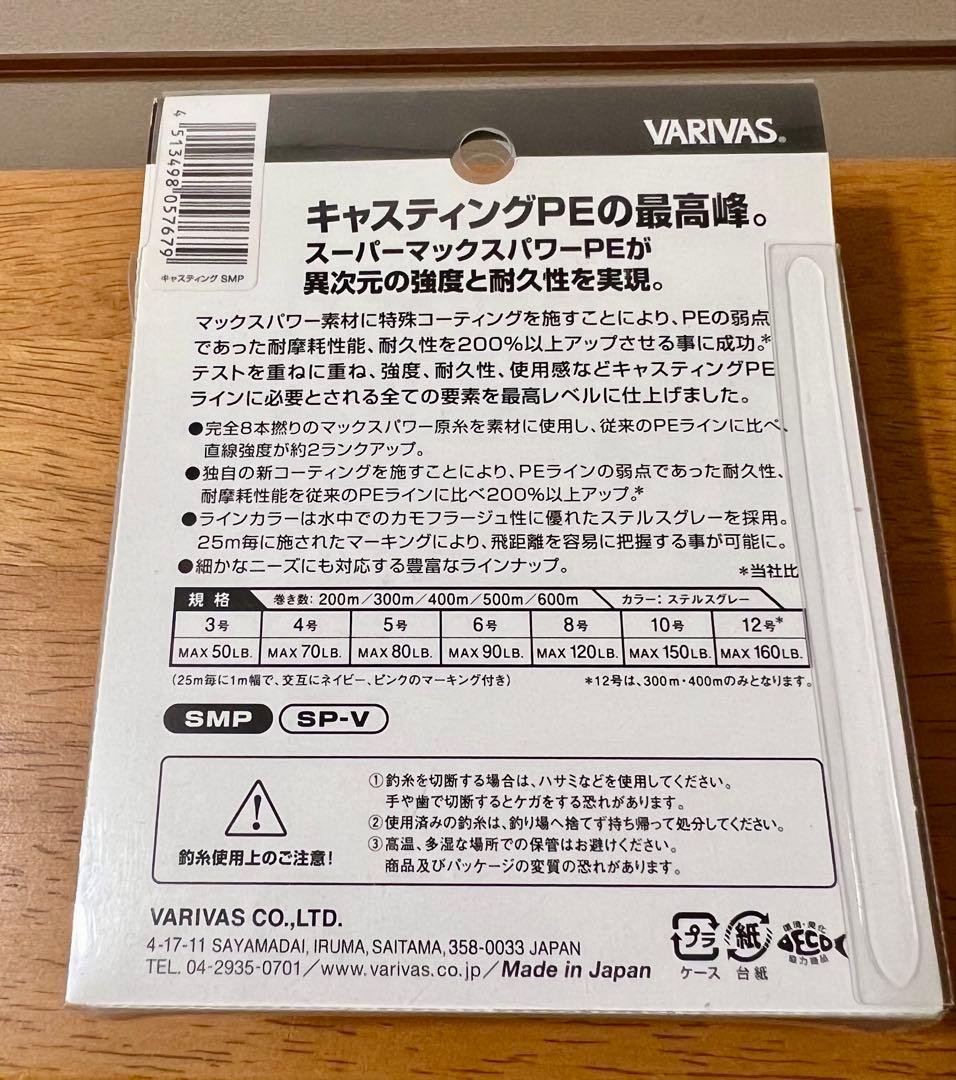 VARIVAS®
4 513498 057679
キャスティング SMP
キャスティングPEの最高峰。
スーパーマックスパワーPEが
異次元の強度と耐久性を実現。
マックスパワー素材に特殊コーティングを施すことにより、PEの弱点
であった耐摩耗性能、耐久性を200%以上アップさせる事に成功。*
テストを重ねに重ね、強度、耐久性、使用感などキャスティングPE
ラインに必要とされる全ての要素を最高レベルに仕上げました。
●完全8本撚りのマックスパワー原糸を素材に使用し、従来のPEラインに比べ、
直線強度が約2ランクアップ。
●独自の新コーティングを施すことにより、PEラインの弱点であった耐久性、
耐摩耗性能を従来のPEラインに比べ200%以上アップ。*
●ラインカラーは水中でのカモフラージュ性に優れたステルスグレーを採用。
25m毎に施されたマーキングにより、飛距離を容易に把握する事が可能に。
●細かなニーズにも対応する豊富なラインナップ。
*当社比
規格 巻き数: 200m/300m/400m/500m/600m カラー: ステルスグレー
3号 4号 5号 6号 8号 10号 12号*
MAX 50LB. MAX 70LB. MAX 80LB. MAX 90LB. MAX 120LB. MAX 150LB. MAX 160LB.
(25m毎に1m幅で、交互にネイビー、ピンクのマーキング付き) *12号は、300m・400mのみとなります。
SMP SP-V
釣糸使用上のご注意!
①釣糸を切断する場合は、ハサミなどを使用してください。
手や歯で切断するとケガをする恐れがあります。
②使用済みの釣糸は、釣り場へ捨てず持ち帰って処分してください。
③高温、多湿な場所での保管はお避けください。
商品及びパッケージの変質の恐れがあります。
VARIVAS CO.,LTD.
4-17-11 SAYAMADAI, IRUMA, SAITAMA, 358-0033 JAPAN
TEL. 04-2935-0701/www.varivas.co.jp/Made in Japan
プラ 紙 ECO
ケース 台紙